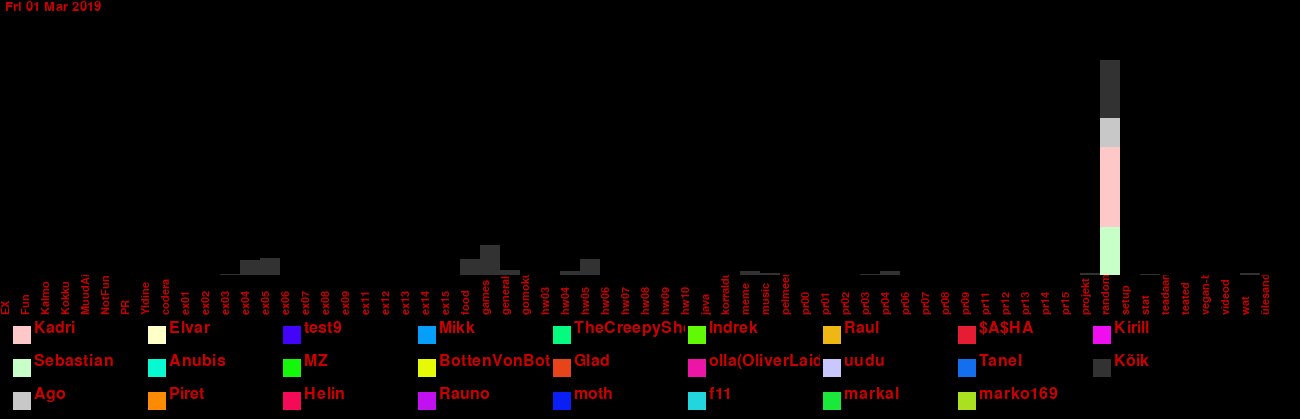 Fri 01 Mar 2019
EX Fun Kalmo Kokku MuudAi NotFun PR Yldine codera ex01 ex02 ex03 ex04 ex05 ex06 ex07 ex08 ex09 ex11 ex12 ex13 ex14 ex15 food games general gomoku hw03 hw04 hw05 hw06 hw07 hw08 hw09 hw10 java korraldu meme music pelmee pr00 pr01 pr02 pr03 pr04 pr06 pr07 pr08 pr09 pr11 pr12 pr13 pr14 pr15 projekt random setup stat teadaan teated vegan-t videod wat ülesand
Kadri Elvar test9 Mikk TheCreepyShe Indrek Raul $A$HA Kirill
Sebastian Anubis MZ BottenVonBot Glad olla(OliverLaid uudu Tanel Kõik
Ago Piret Helin Rauno moth f11 markal marko169